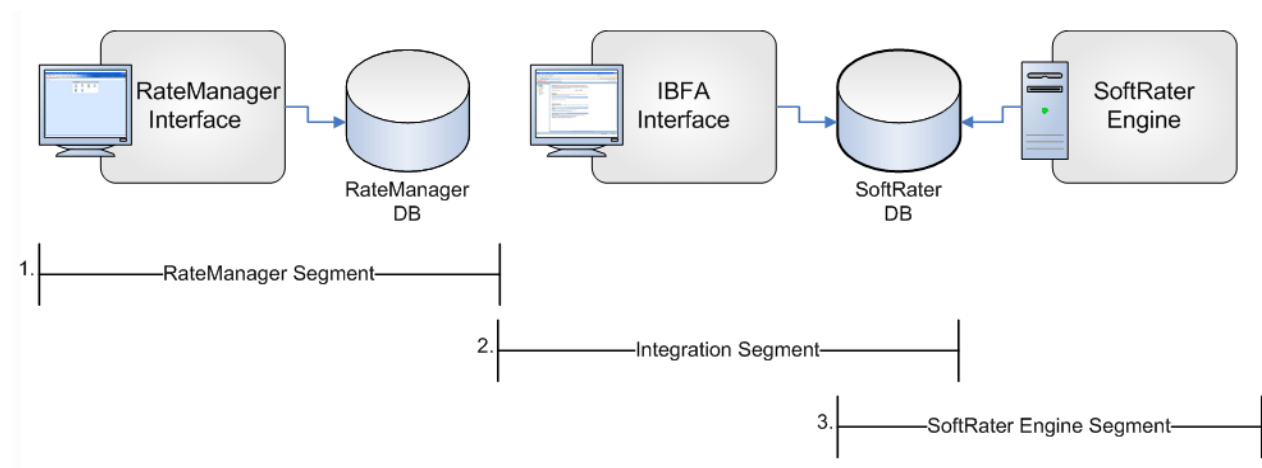 RateManager
Interface
RateManager
DB
IBFA
Interface
SoftRater
DB
SoftRater
Engine
1.
RateManager Segment
2.
Integration Segment
3.
SoftRater Engine Segment